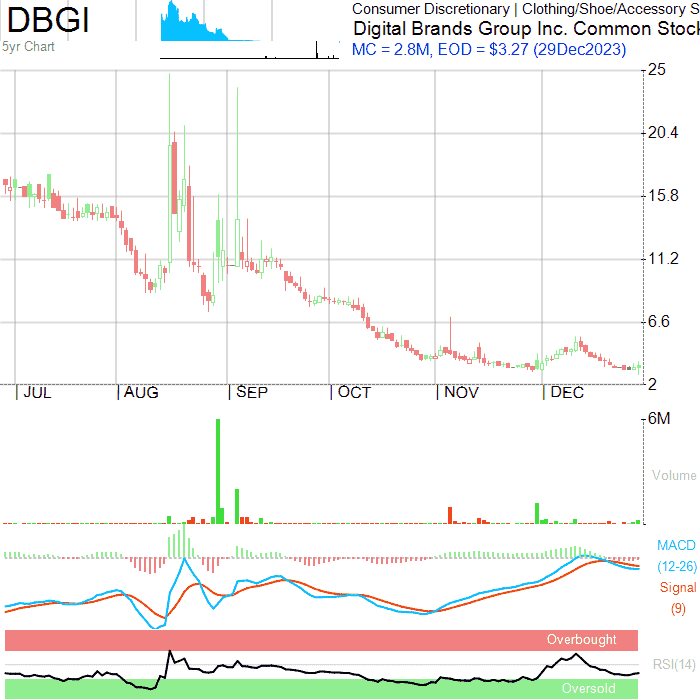 DBGI
5yr Chart
Consumer Discretionary | Clothing/Shoe/Accessory S
Digital Brands Group Inc. Common Stock
MC = 2.8M, EOD = $3.27 (29Dec2023)
25
20.4
15.8
11.2
6.6
2
JUL AUG SEP OCT NOV DEC
6M
Volume
MACD
(12-26)
Signal
(9)
Overbought
RSI(14)
Oversold